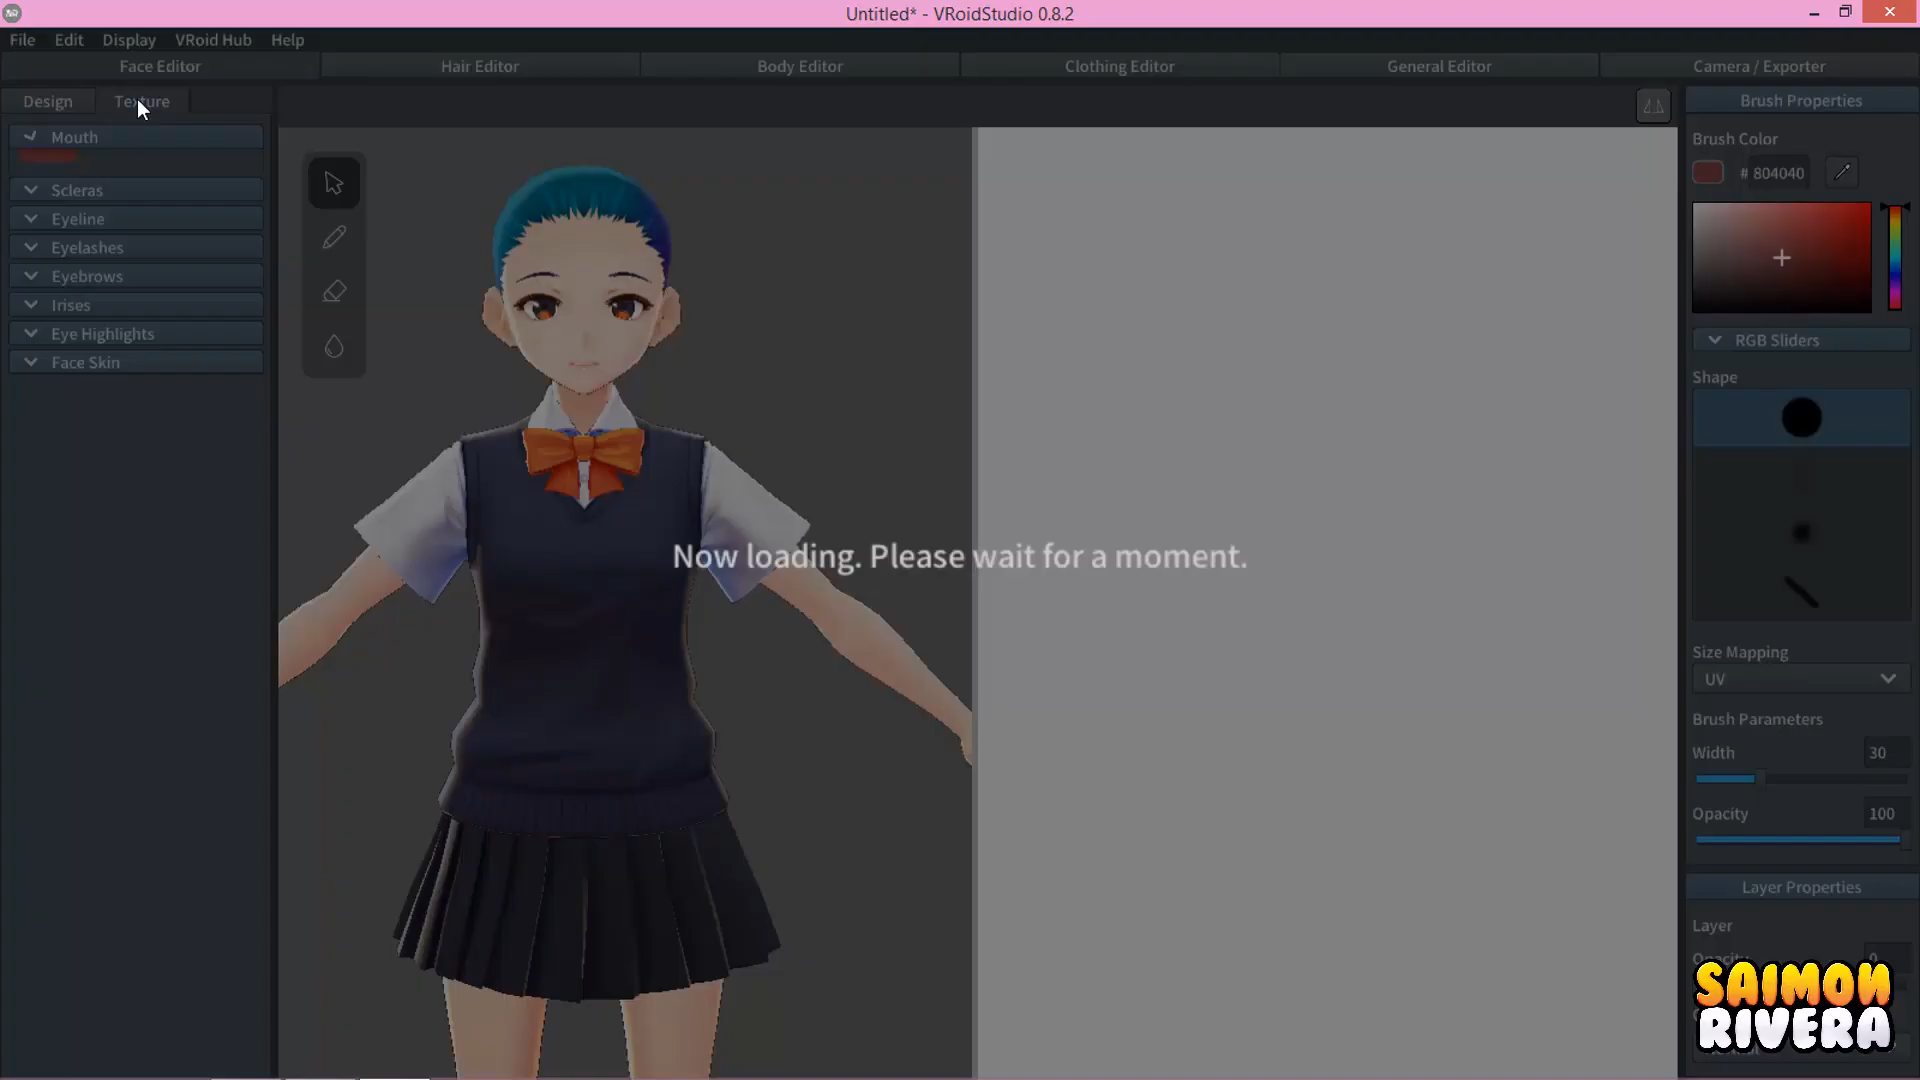 Untitled* - VRoidStudio 0.8.2
File Edit Display VRoid Hub Help
Face Editor Hair Editor Body Editor Clothing Editor General Editor Camera / Exporter
Design Texture
Mouth
Scleras
Eyeline
Eyelashes
Eyebrows
Irises
Eye Highlights
Face Skin
Now loading. Please wait for a moment.
Brush Properties
Brush Color
# 804040
RGB Sliders
Shape
Size Mapping
UV
Brush Parameters
Width 30
Opacity 100
Layer Properties
Layer
Opacity 0
SAIMON
RIVERA